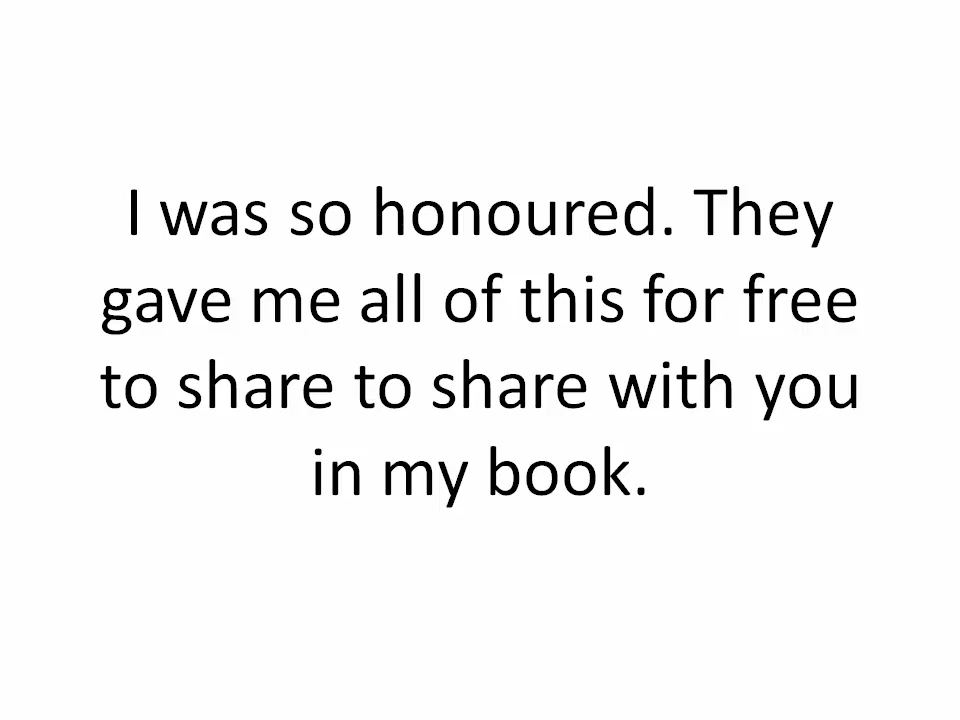 I was so honoured. They
gave me all of this for free
to share to share with you
in my book.